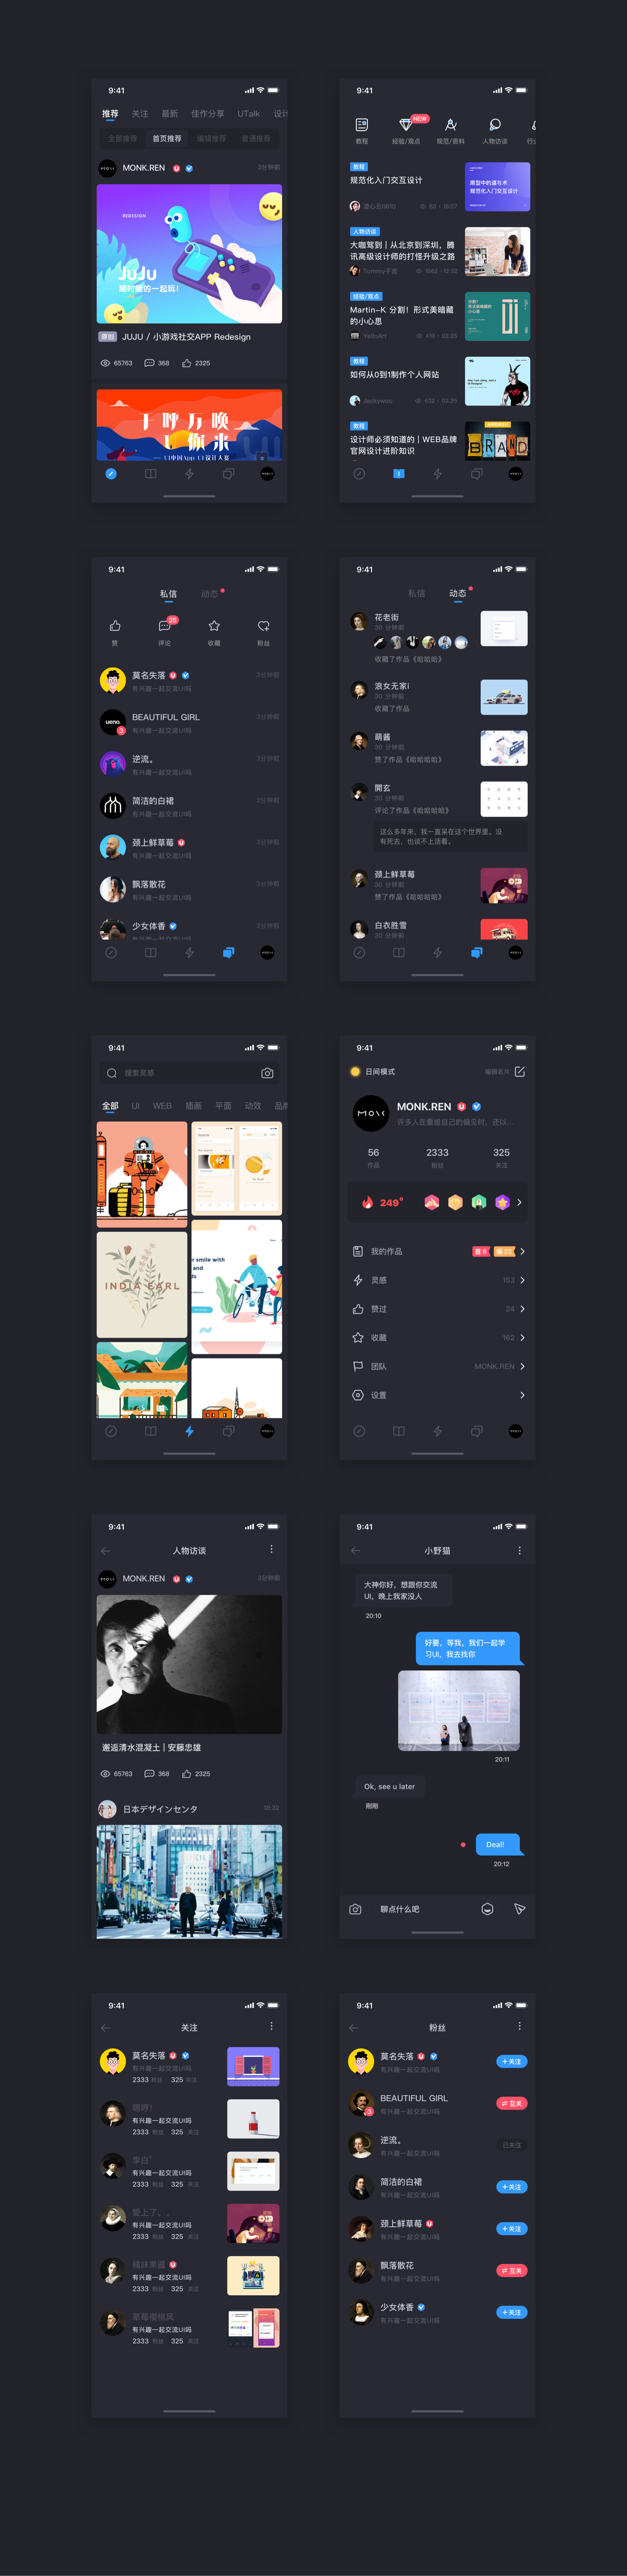 9:41
推荐 关注 最新 佳作分享 UTalk 设计
全部推荐 首页推荐 编辑推荐 普通推荐
MONK.REN 3分钟前
REDESIGN
JuJu
随时随的一起玩!
原创 JUJU / 小游戏社交APP Redesign
65763 368 2325
9:41
NEW
教程 经验/观点 规范/资料 人物访谈 行业
教程
规范化入门交互设计
凌心云0610 63 · 16:57
原型中的道与术
规范化入门交互设计
人物访谈
大咖驾到 | 从北京到深圳，腾
讯高级设计师的打怪升级之路
Tommy子言 1662 · 12:32
经验/观点
Martin-K 分割！形式美暗藏
的小心思
YelloArt 419 · 03.25
教程
如何从0到1制作个人网站
Jackywoo 632 · 03.25
教程
设计师必须知道的 | WEB品牌
官网设计进阶知识
BRAND
9:41
私信 动态
25
赞 评论 收藏 粉丝
莫名失落 3分钟前
有兴趣一起交流UI吗
ueno.
3
BEAUTIFUL GIRL 3分钟前
有兴趣一起交流UI吗
逆流。 3分钟前
有兴趣一起交流UI吗
简洁的白裙 3分钟前
有兴趣一起交流UI吗
颈上鲜草莓 3分钟前
有兴趣一起交流UI吗
飘落散花 3分钟前
有兴趣一起交流UI吗
少女体香 3分钟前
有兴趣一起交流UI吗
9:41
私信 动态
花老街
30 分钟前
收藏了作品《哈哈哈》
浪女无家i
30 分钟前
收藏了作品
萌酱
30 分钟前
赞了作品《哈哈哈哈》
開玄
30 分钟前
评论了作品《哈哈哈》
这么多年来，我一直呆在这个世界里。没
有死去，也谈不上活着。
颈上鲜草莓
30 分钟前
赞了作品《哈哈哈哈》
白衣胜雪
30 分钟前
9:41
搜索灵感
全部 UI WEB 插画 平面 动效 品牌
INDIA EARL
9:41
日间模式 编辑名片
MONK.REN
许多人在重组自己的偏见时，还以...
56 2333 325
作品 粉丝 关注
249°
我的作品 首 6 编 23
灵感 153
赞过 24
收藏 162
团队 MONK.REN
设置
9:41
人物访谈
MONK.REN 3分钟前
邂逅清水混凝土 | 安藤忠雄
65763 368 2325
日本デザインセンタ 18:32
9:41
小野猫
大神你好，想跟你交流
UI，晚上我家没人
20:10
好要，等我，我们一起学
习UI，我去找你
20:11
Ok, see u later
刚刚
Deal!
20:12
聊点什么吧
9:41
关注
莫名失落
有兴趣一起交流UI吗
2333 粉丝 325 关注
嗯哼！
有兴趣一起交流UI吗
2333 粉丝 325 关注
李白°
有兴趣一起交流UI吗
2333 粉丝 325 关注
爱上了。。
有兴趣一起交流UI吗
2333 粉丝 325 关注
橘味果酱
有兴趣一起交流UI吗
2333 粉丝 325 关注
草莓樱桃风
有兴趣一起交流UI吗
2333 粉丝 325 关注
9:41
粉丝
莫名失落 +关注
有兴趣一起交流UI吗
3
BEAUTIFUL GIRL 互关
有兴趣一起交流UI吗
逆流。 已关注
有兴趣一起交流UI吗
简洁的白裙 +关注
有兴趣一起交流UI吗
颈上鲜草莓 +关注
有兴趣一起交流UI吗
飘落散花 互关
有兴趣一起交流UI吗
少女体香 +关注
有兴趣一起交流UI吗